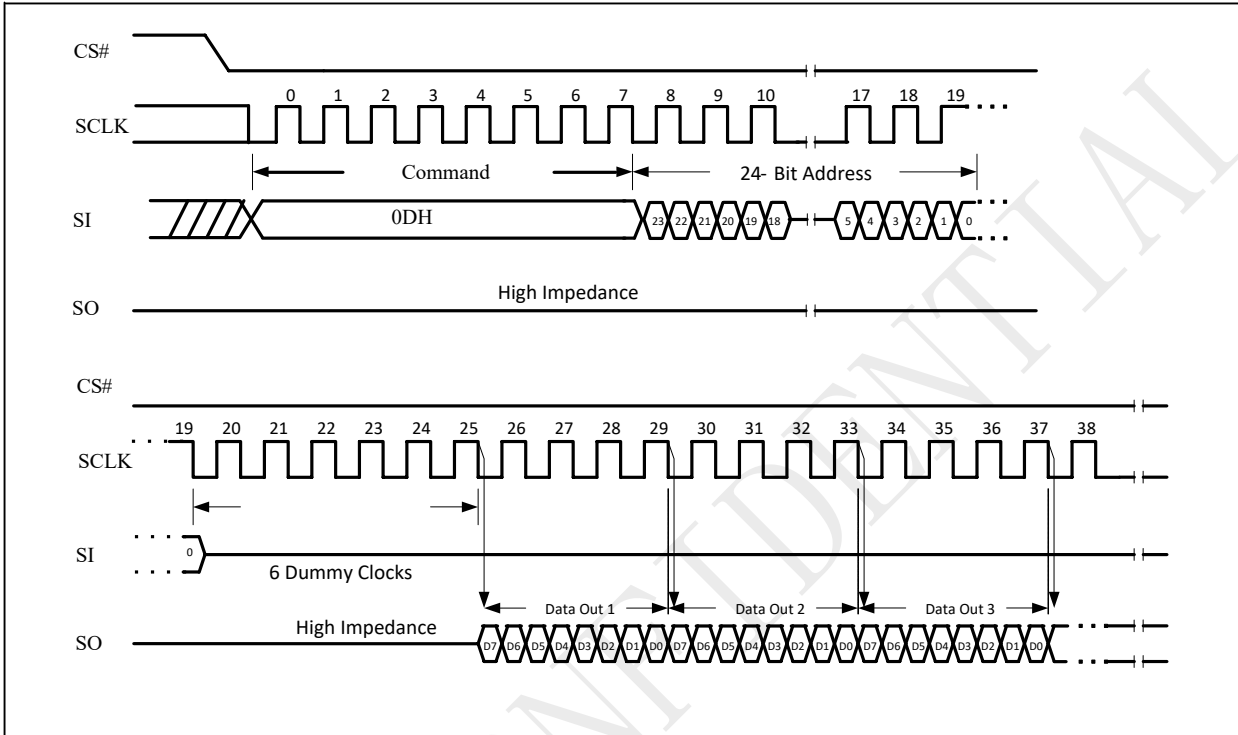 CS#
0 1 2 3 4 5 6 7 8 9 10 17 18 19
SCLK
Command 24- Bit Address
SI 0DH 23 22 21 20 19 18 5 4 3 2 1 0
High Impedance
SO
CS#
19 20 21 22 23 24 25 26 27 28 29 30 31 32 33 34 35 36 37 38
SCLK
SI 0
6 Dummy Clocks
Data Out 1 Data Out 2 Data Out 3
High Impedance
SO D7 D6 D5 D4 D3 D2 D1 D0 D7 D6 D5 D4 D3 D2 D1 D0 D7 D6 D5 D4 D3 D2 D1 D0
NFIDENTIAL